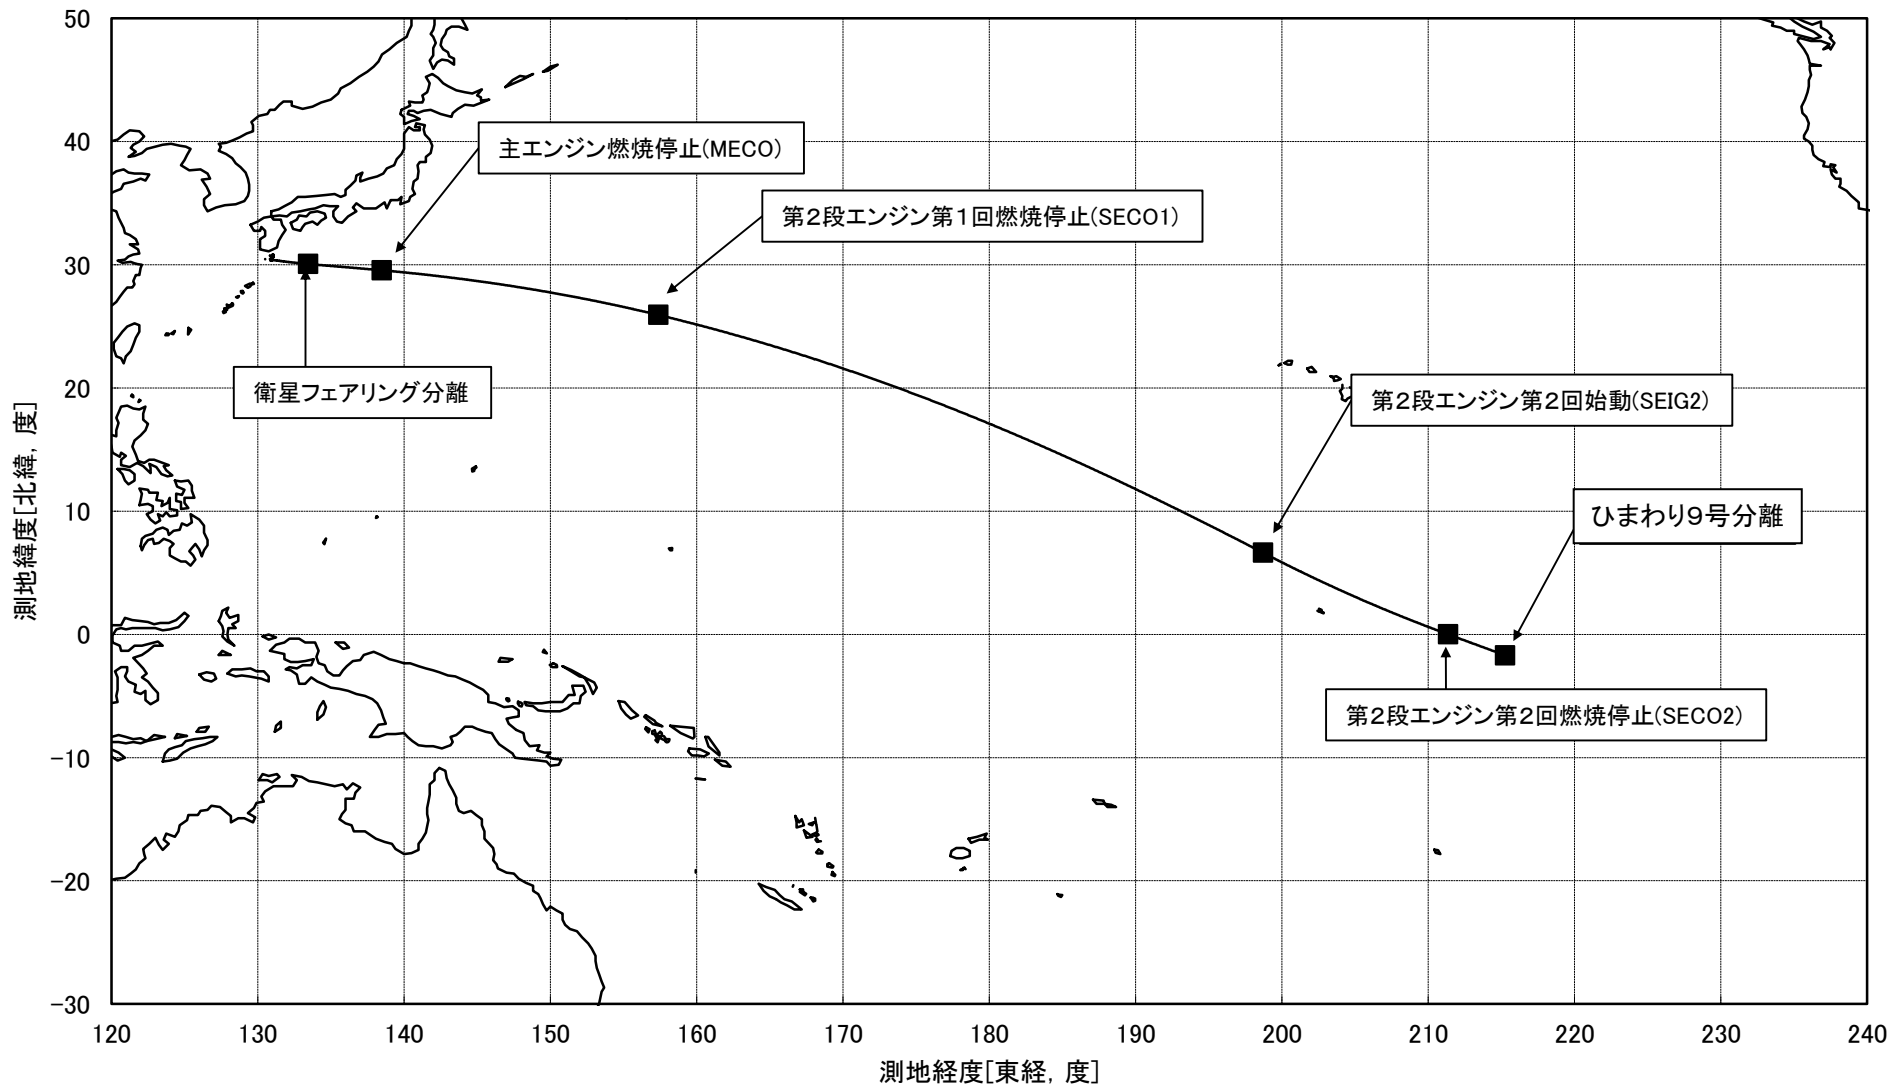 50
40
30
20
10
0
-10
-20
-30
120
130
140
150
160
170
180
190
200
210
220
230
240
測地緯度[北緯, 度]
測地経度[東経, 度]
主エンジン燃焼停止(MECO)
第2段エンジン第1回燃焼停止(SECO1)
衛星フェアリング分離
第2段エンジン第2回始動(SEIG2)
ひまわり9号分離
第2段エンジン第2回燃焼停止(SECO2)